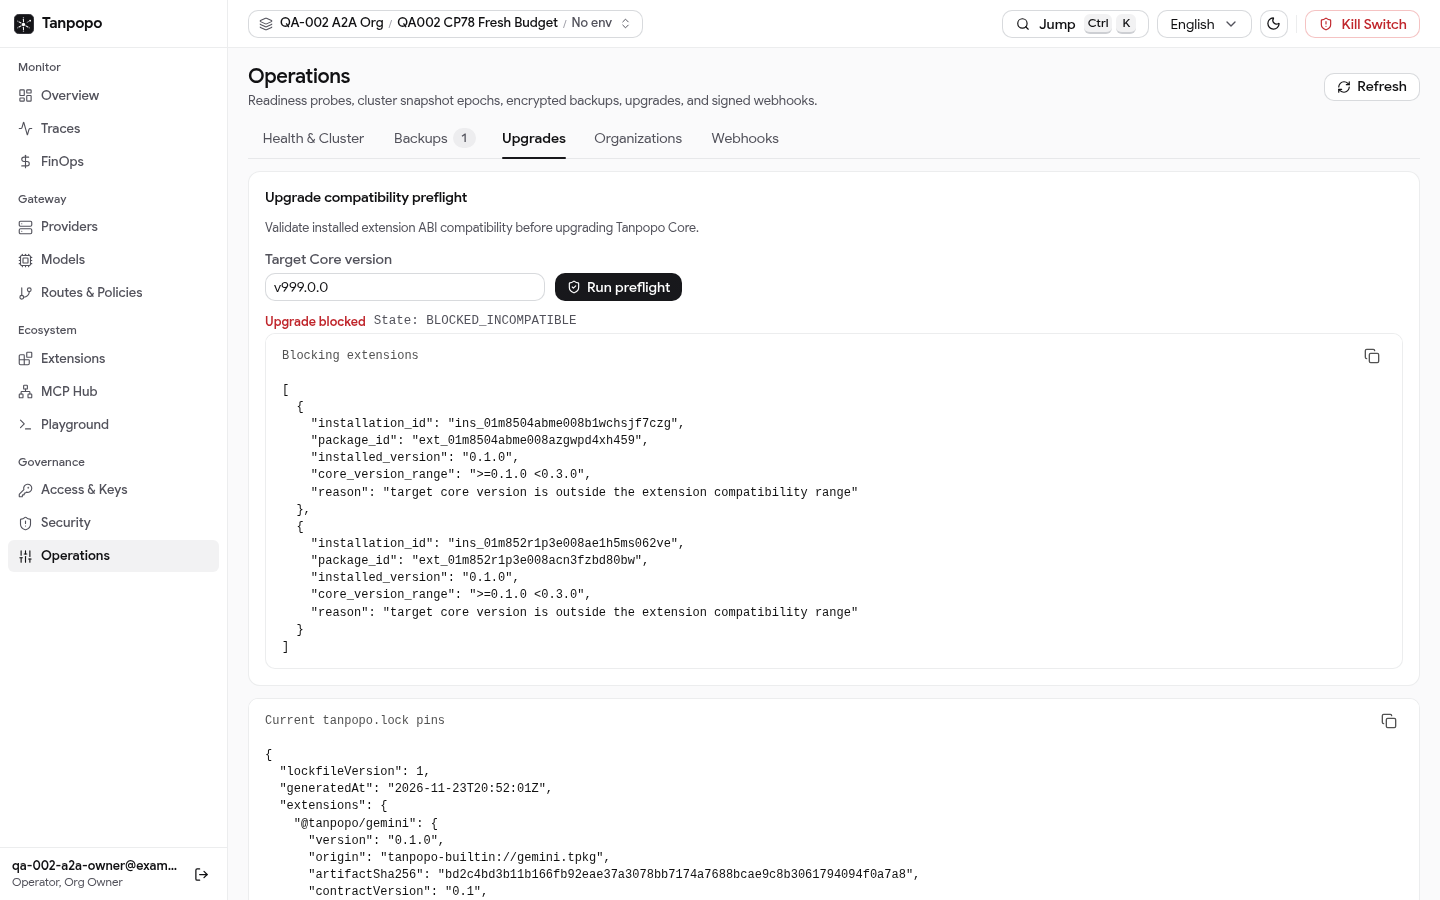 Tanpopo
QA-002 A2A Org / QA002 CP78 Fresh Budget / No env
Jump Ctrl K
English
Kill Switch
Monitor
Overview
Traces
FinOps
Gateway
Providers
Models
Routes & Policies
Ecosystem
Extensions
MCP Hub
Playground
Governance
Access & Keys
Security
Operations
qa-002-a2a-owner@exam...
Operator, Org Owner
Operations
Readiness probes, cluster snapshot epochs, encrypted backups, upgrades, and signed webhooks.
Refresh
Health & Cluster
Backups 1
Upgrades
Organizations
Webhooks
Upgrade compatibility preflight
Validate installed extension ABI compatibility before upgrading Tanpopo Core.
Target Core version
v999.0.0
Run preflight
Upgrade blocked State: BLOCKED_INCOMPATIBLE
Blocking extensions
[
  {
    "installation_id": "ins_01m8504abme008b1wchsjf7czg",
    "package_id": "ext_01m8504abme008azgwpd4xh459",
    "installed_version": "0.1.0",
    "core_version_range": ">=0.1.0 <0.3.0",
    "reason": "target core version is outside the extension compatibility range"
  },
  {
    "installation_id": "ins_01m852r1p3e008ae1h5ms062ve",
    "package_id": "ext_01m852r1p3e008acn3fzbd80bw",
    "installed_version": "0.1.0",
    "core_version_range": ">=0.1.0 <0.3.0",
    "reason": "target core version is outside the extension compatibility range"
  }
]
Current tanpopo.lock pins
{
  "lockfileVersion": 1,
  "generatedAt": "2026-11-23T20:52:01Z",
  "extensions": {
    "@tanpopo/gemini": {
      "version": "0.1.0",
      "origin": "tanpopo-builtin://gemini.tpkg",
      "artifactSha256": "bd2c4bd3b11b166fb92eae37a3078bb7174a7688bcae9c8b3061794094f0a7a8",
      "contractVersion": "0.1",